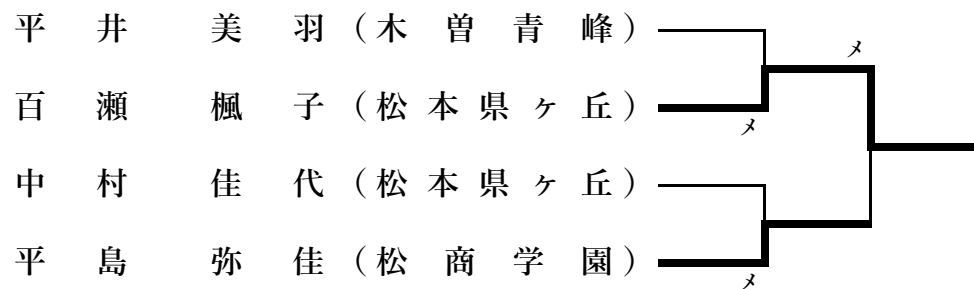 平井 美羽（木曽青峰）
メ
百瀬 楓子（松本県ヶ丘）
メ
中村 佳代（松本県ヶ丘）
平島 弥佳（松商学園）
メ